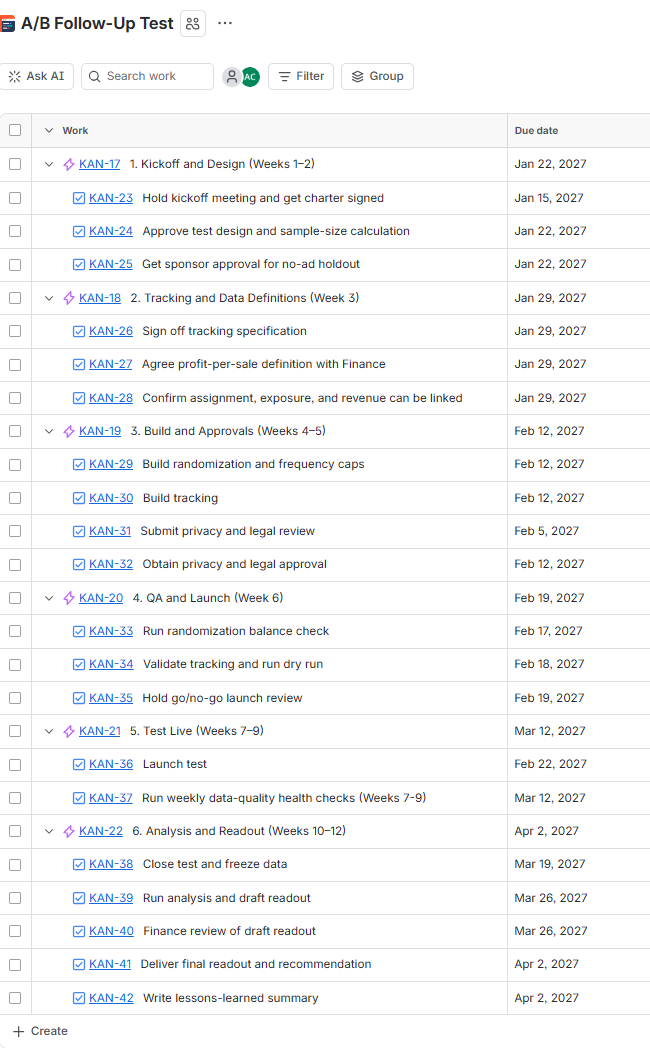 A/B Follow-Up Test
Ask AI Search work AC Filter Group
Work Due date
KAN-17 1. Kickoff and Design (Weeks 1–2) Jan 22, 2027
KAN-23 Hold kickoff meeting and get charter signed Jan 15, 2027
KAN-24 Approve test design and sample-size calculation Jan 22, 2027
KAN-25 Get sponsor approval for no-ad holdout Jan 22, 2027
KAN-18 2. Tracking and Data Definitions (Week 3) Jan 29, 2027
KAN-26 Sign off tracking specification Jan 29, 2027
KAN-27 Agree profit-per-sale definition with Finance Jan 29, 2027
KAN-28 Confirm assignment, exposure, and revenue can be linked Jan 29, 2027
KAN-19 3. Build and Approvals (Weeks 4–5) Feb 12, 2027
KAN-29 Build randomization and frequency caps Feb 12, 2027
KAN-30 Build tracking Feb 12, 2027
KAN-31 Submit privacy and legal review Feb 5, 2027
KAN-32 Obtain privacy and legal approval Feb 12, 2027
KAN-20 4. QA and Launch (Week 6) Feb 19, 2027
KAN-33 Run randomization balance check Feb 17, 2027
KAN-34 Validate tracking and run dry run Feb 18, 2027
KAN-35 Hold go/no-go launch review Feb 19, 2027
KAN-21 5. Test Live (Weeks 7–9) Mar 12, 2027
KAN-36 Launch test Feb 22, 2027
KAN-37 Run weekly data-quality health checks (Weeks 7-9) Mar 12, 2027
KAN-22 6. Analysis and Readout (Weeks 10–12) Apr 2, 2027
KAN-38 Close test and freeze data Mar 19, 2027
KAN-39 Run analysis and draft readout Mar 26, 2027
KAN-40 Finance review of draft readout Mar 26, 2027
KAN-41 Deliver final readout and recommendation Apr 2, 2027
KAN-42 Write lessons-learned summary Apr 2, 2027
+ Create